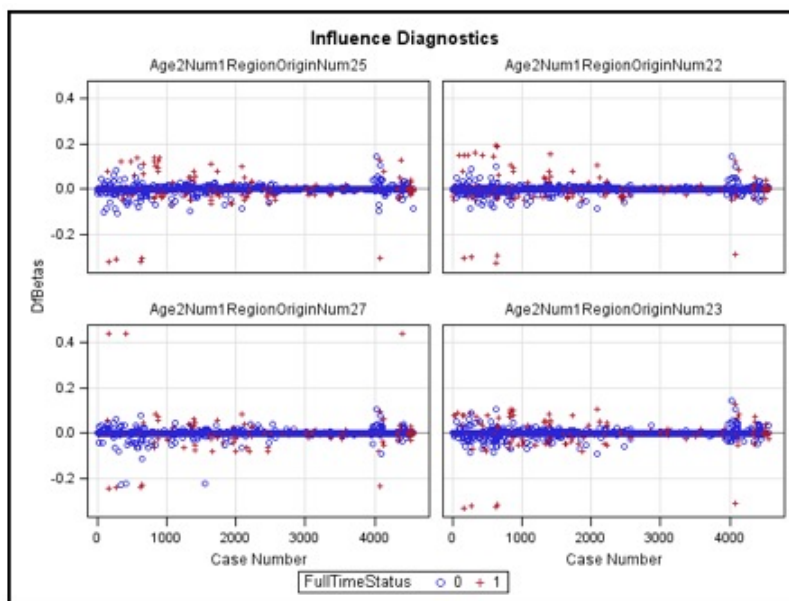 Influence Diagnostics
Age2Num1RegionOriginNum25
Age2Num1RegionOriginNum22
0.4
0.2
0.0
-0.2
Age2Num1RegionOriginNum27
Age2Num1RegionOriginNum23
0.4
0.2
0.0
-0.2
DfBetas
0 1000 2000 3000 4000
0 1000 2000 3000 4000
Case Number
Case Number
FullTimeStatus 0 1